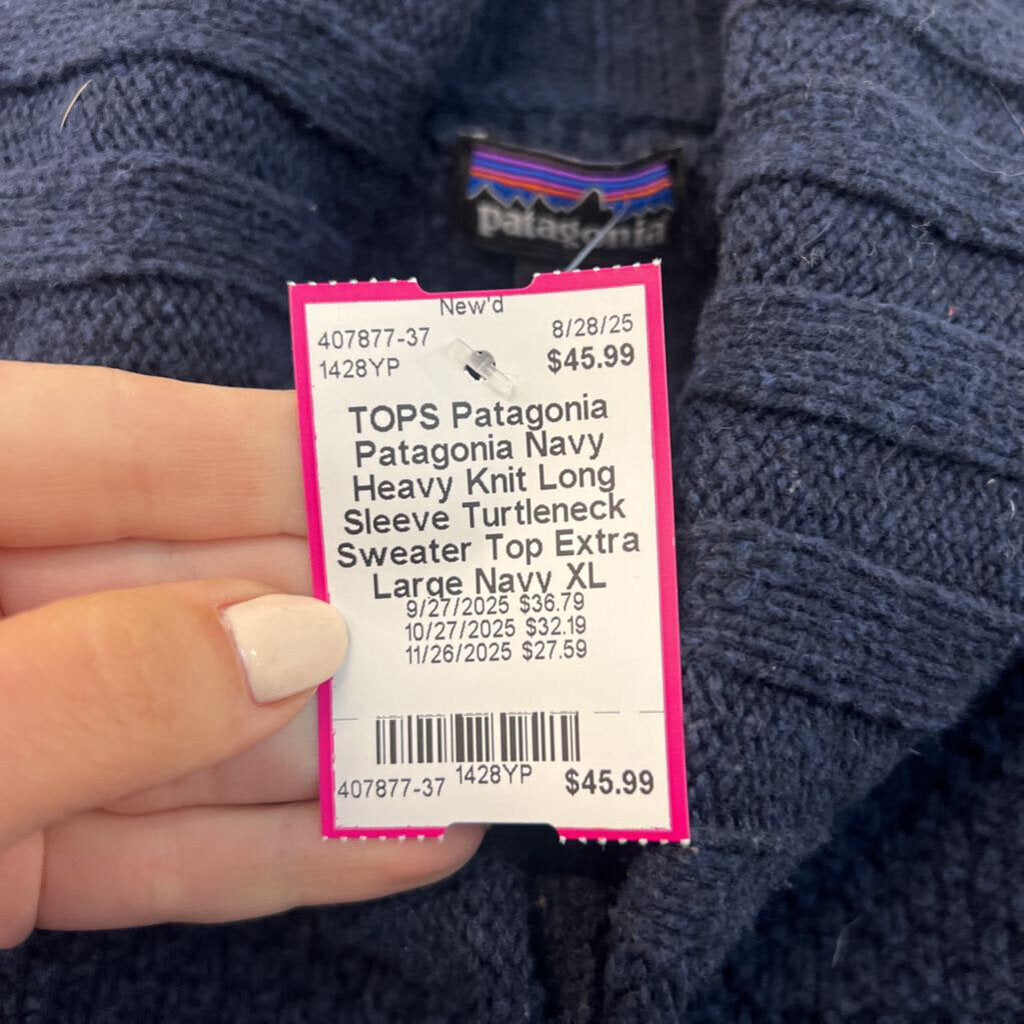 patagonia
New'd
407877-37 8/28/25
1428YP $45.99
TOPS Patagonia
Patagonia Navy
Heavy Knit Long
Sleeve Turtleneck
Sweater Top Extra
Large Navy XL
9/27/2025 $36.79
10/27/2025 $32.19
11/26/2025 $27.59
407877-37 1428YP $45.99